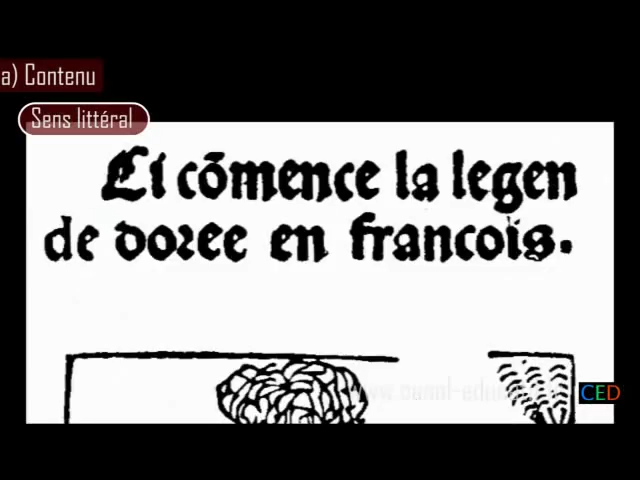 a) Contenu
Sens littéral
Ci cõmence la legen
de doree en francois.
CED